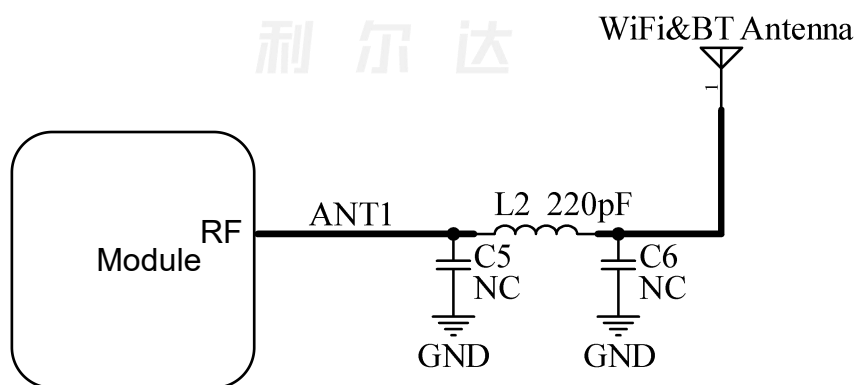 利尔达
WiFi&BT Antenna
1
L2 220pF
ANT1
RF
Module
C5
NC
C6
NC
GND
GND